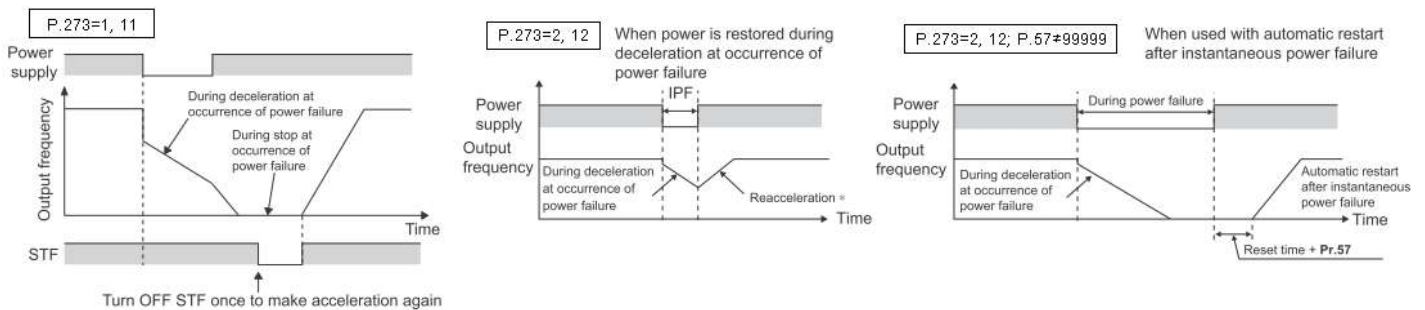 P.273=1, 11
Power
supply
During deceleration at
occurrence of power failure
During stop at
occurrence of
power failure
Output frequency
Time
STF
Turn OFF STF once to make acceleration again
P.273=2, 12
When power is restored during
deceleration at occurrence of
power failure
IPF
Power
supply
Output
frequency
During deceleration
at occurrence of
power failure
Reacceleration *
Time
P.273=2, 12; P.57≠99999
When used with automatic restart
after instantaneous power failure
Power
supply
During power failure
Output
frequency
During deceleration
at occurrence of
power failure
Automatic restart
after instantaneous
power failure
Time
Reset time + Pr.57